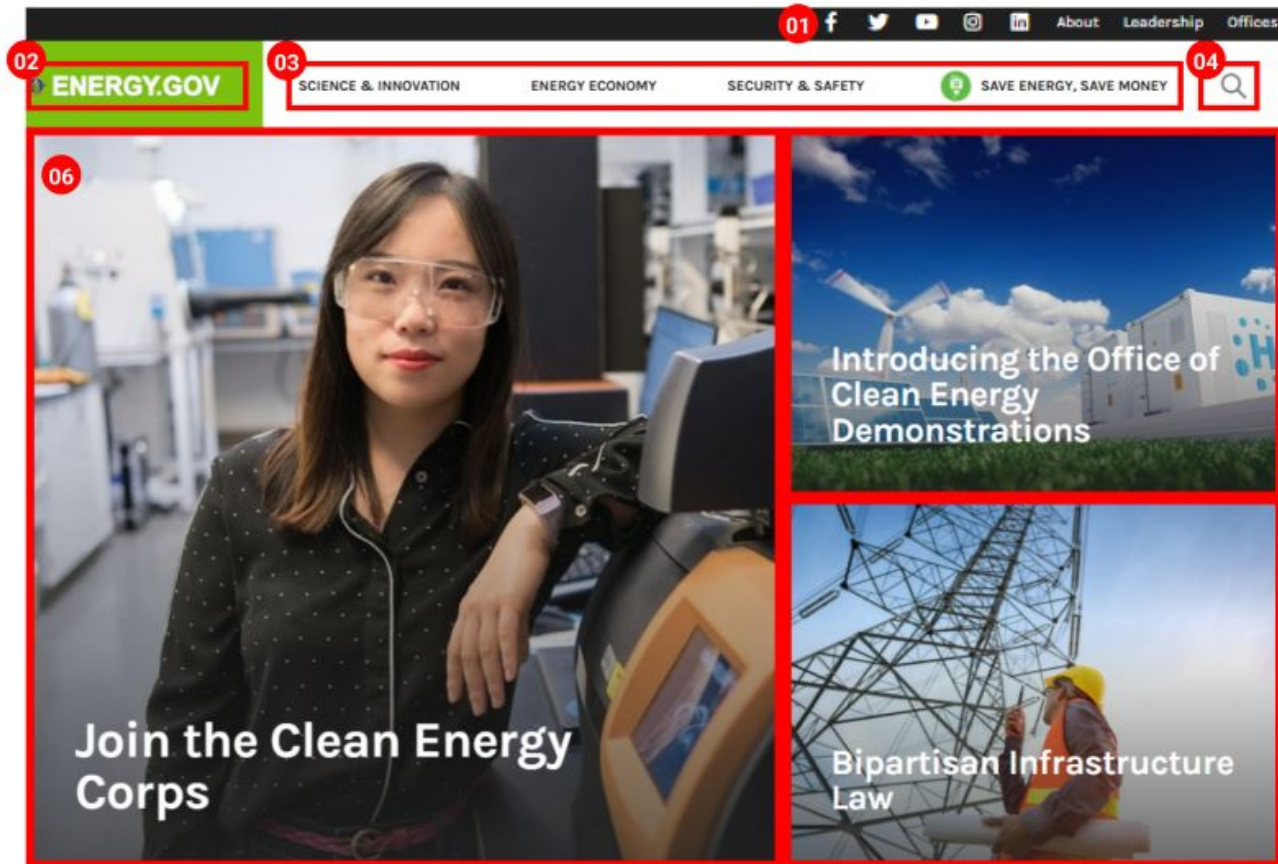 01 About Leadership Offices
02 ENERGY.GOV
03 SCIENCE & INNOVATION ENERGY ECONOMY SECURITY & SAFETY SAVE ENERGY, SAVE MONEY
04
06
Join the Clean Energy
Corps
Introducing the Office of
Clean Energy
Demonstrations
H
Bipartisan Infrastructure
Law